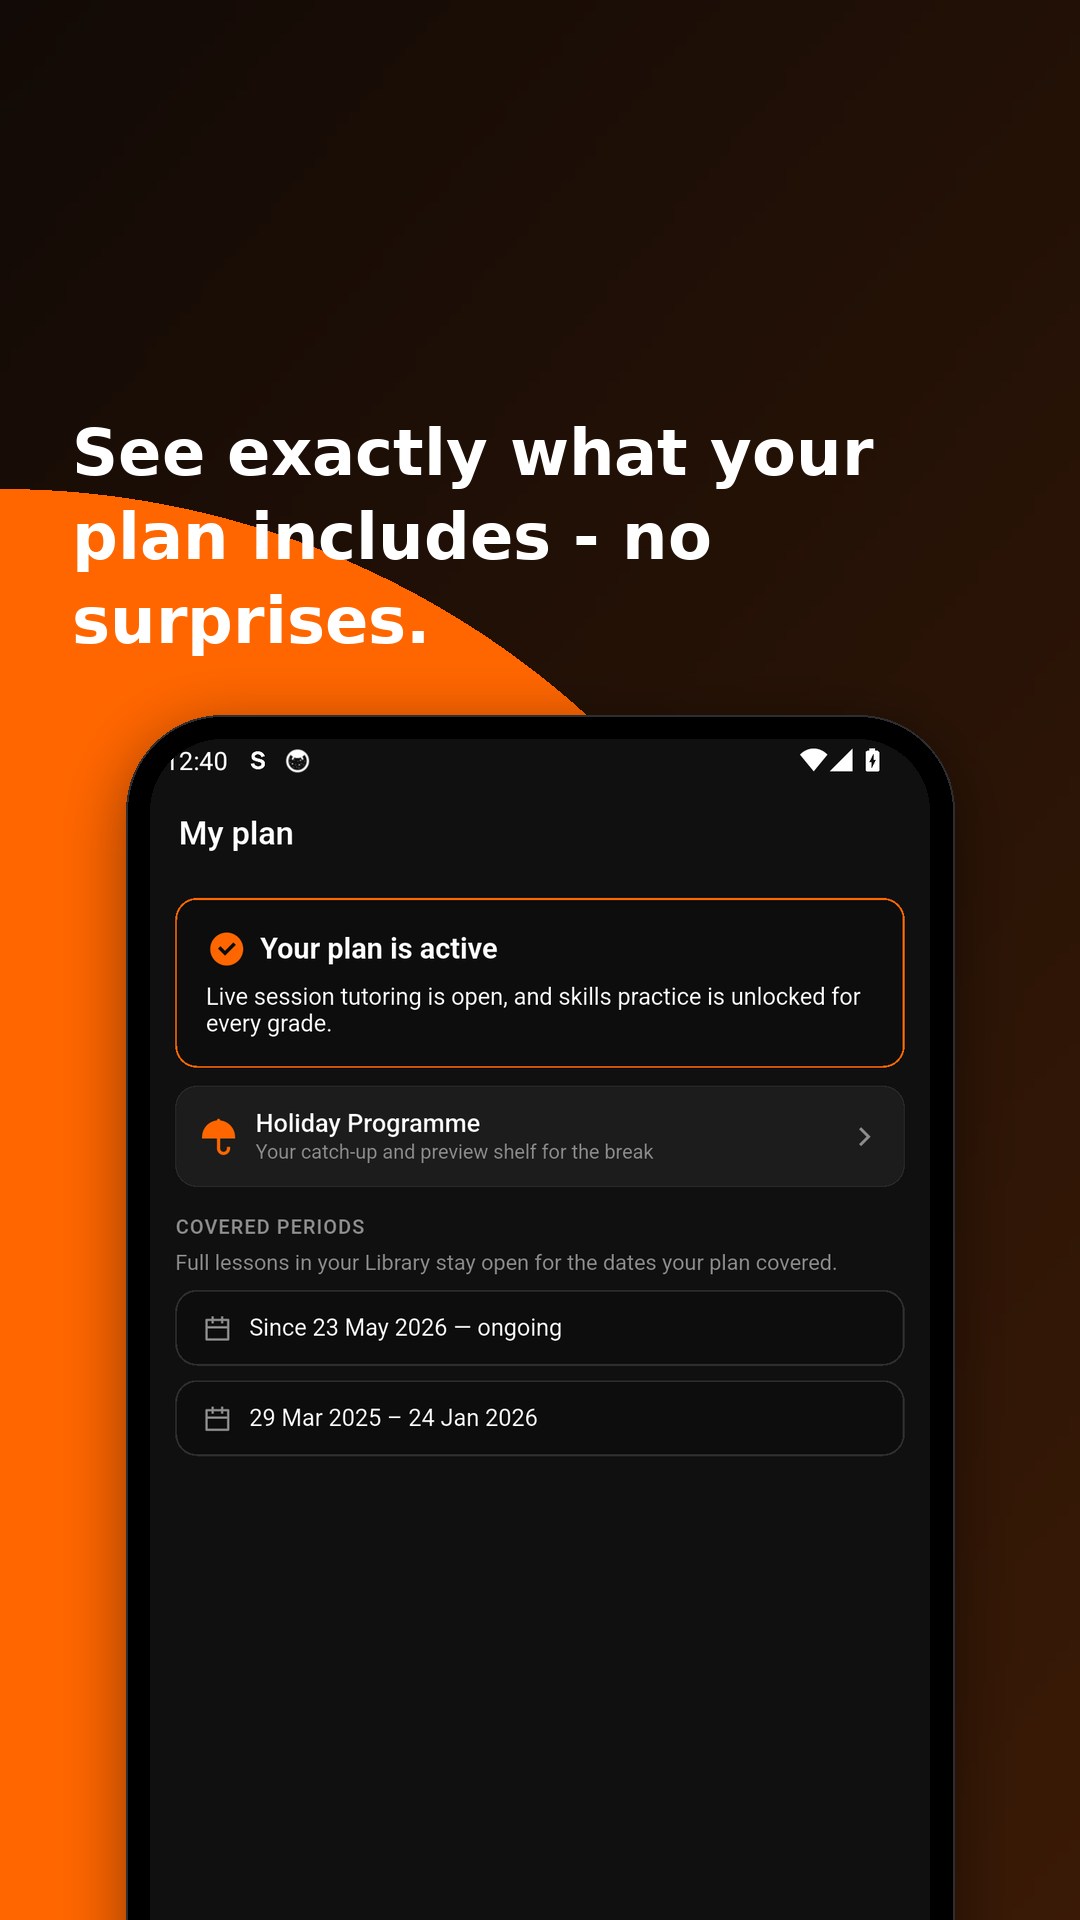 See exactly what your
plan includes - no
surprises.
12:40 S
My plan
Your plan is active
Live session tutoring is open, and skills practice is unlocked for
every grade.
Holiday Programme
Your catch-up and preview shelf for the break
COVERED PERIODS
Full lessons in your Library stay open for the dates your plan covered.
Since 23 May 2026 — ongoing
29 Mar 2025 – 24 Jan 2026